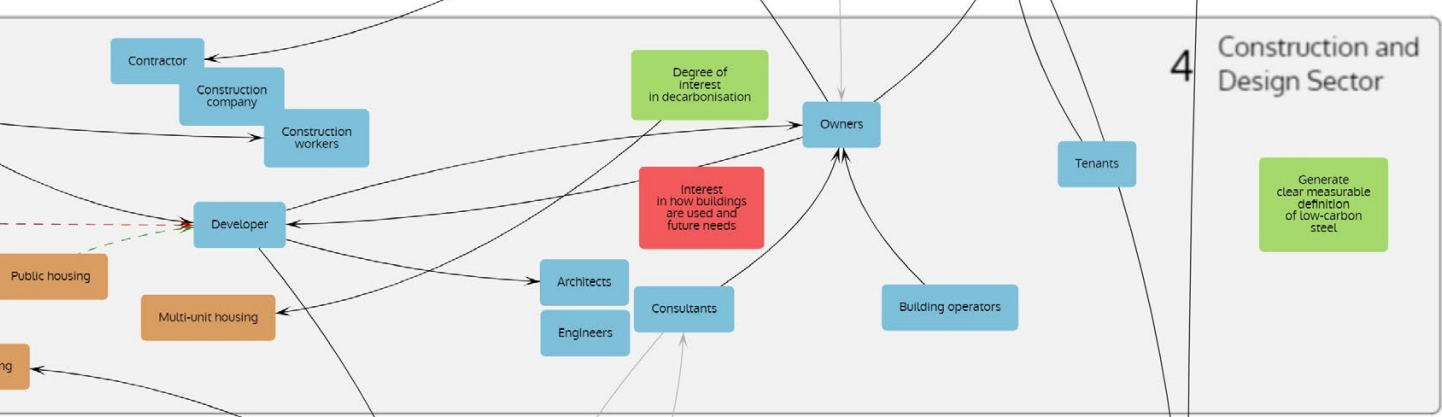 4
Construction and
Design Sector
Contractor
Construction
company
Construction
workers
Degree of
interest
in decarbonisation
Owners
Tenants
Generate
clear measurable
definition
of low-carbon
steel
Interest
in how buildings
are used and
future needs
Developer
Public housing
Multi-unit housing
Architects
Engineers
Consultants
Building operators
ng